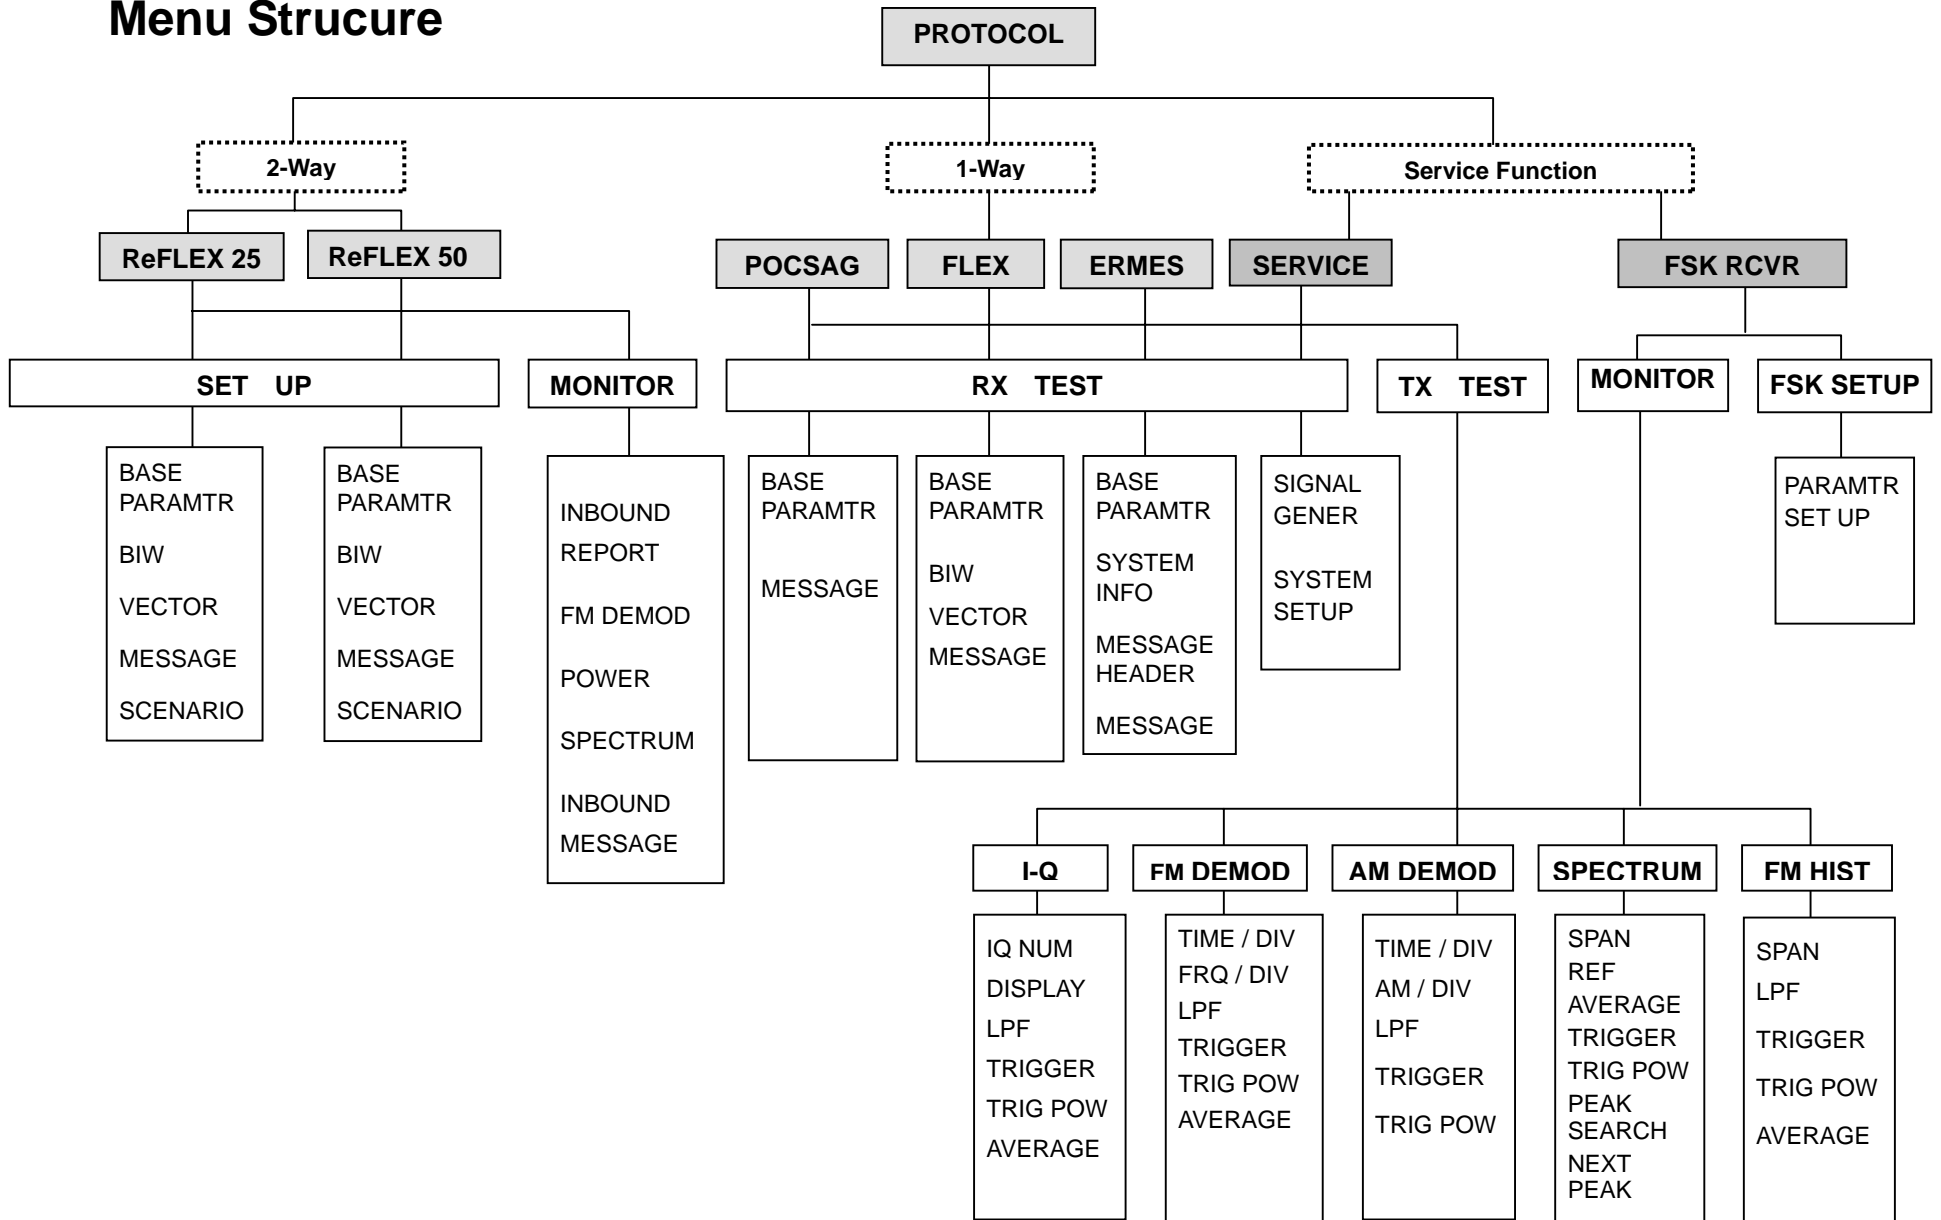 Menu Strucure
PROTOCOL
2-Way
1-Way
Service Function
ReFLEX 25
ReFLEX 50
POCSAG
FLEX
ERMES
SERVICE
FSK RCVR
SET UP
MONITOR
RX TEST
TX TEST
MONITOR
FSK SETUP
BASE
PARAMTR
BIW
VECTOR
MESSAGE
SCENARIO
BASE
PARAMTR
BIW
VECTOR
MESSAGE
SCENARIO
INBOUND
REPORT
FM DEMOD
POWER
SPECTRUM
INBOUND
MESSAGE
BASE
PARAMTR
MESSAGE
BASE
PARAMTR
BIW
VECTOR
MESSAGE
BASE
PARAMTR
SYSTEM
INFO
MESSAGE
HEADER
MESSAGE
SIGNAL
GENER
SYSTEM
SETUP
PARAMTR
SET UP
I-Q
FM DEMOD
AM DEMOD
SPECTRUM
FM HIST
IQ NUM
DISPLAY
LPF
TRIGGER
TRIG POW
AVERAGE
TIME / DIV
FRQ / DIV
LPF
TRIGGER
TRIG POW
AVERAGE
TIME / DIV
AM / DIV
LPF
TRIGGER
TRIG POW
SPAN
REF
AVERAGE
TRIGGER
TRIG POW
PEAK
SEARCH
NEXT
PEAK
SPAN
LPF
TRIGGER
TRIG POW
AVERAGE